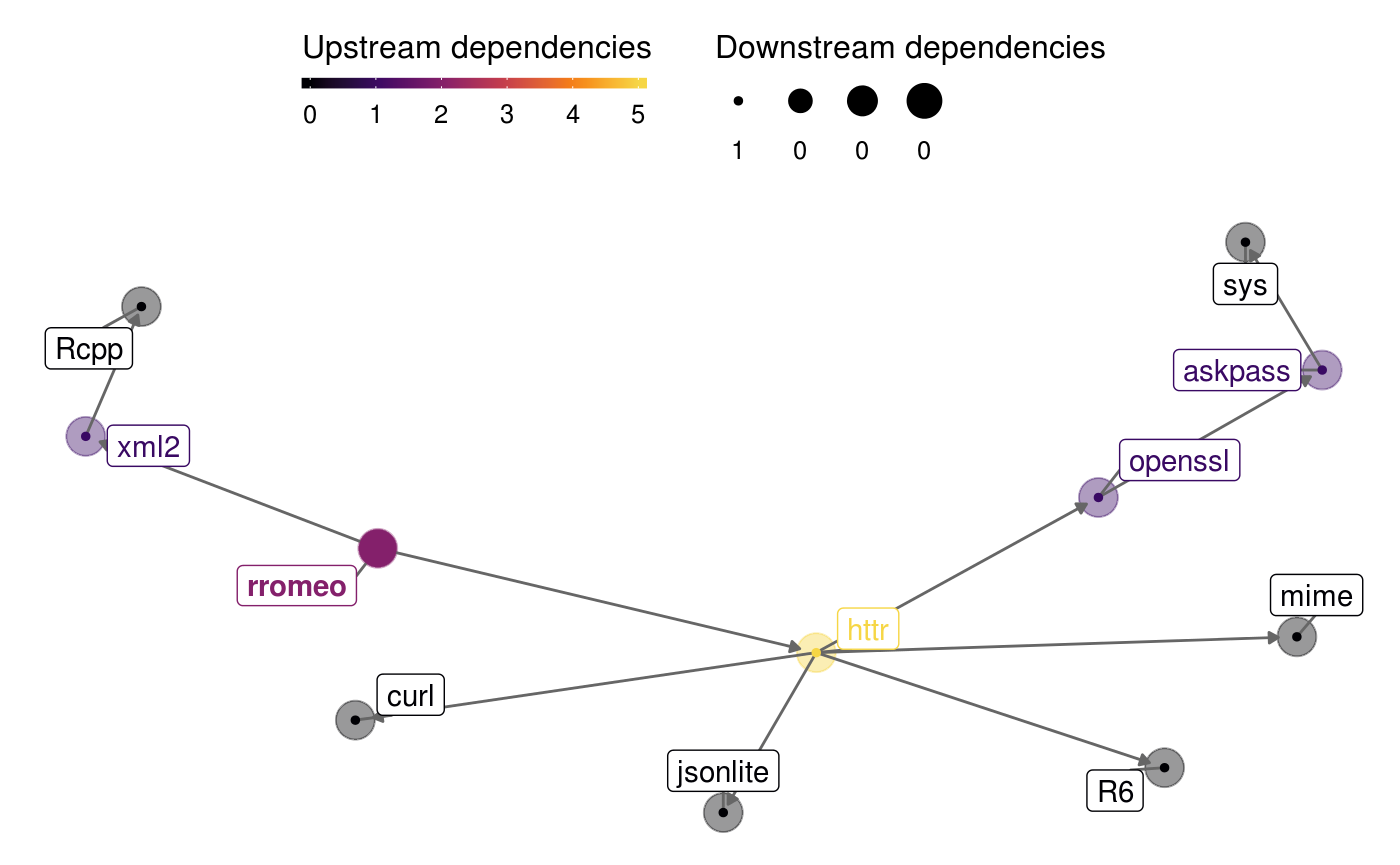 Upstream dependencies
0 1 2 3 4 5
Downstream dependencies
1 0 0 0
sys
Rcpp
askpass
xml2
openssl
rromeo
mime
httr
curl
jsonlite
R6